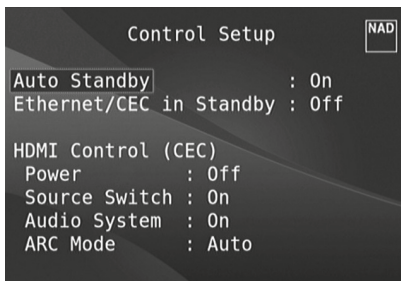 Control Setup
NAD
Auto Standby : On
Ethernet/CEC in Standby : Off
HDMI Control (CEC)
Power : Off
Source Switch : On
Audio System : On
ARC Mode : Auto